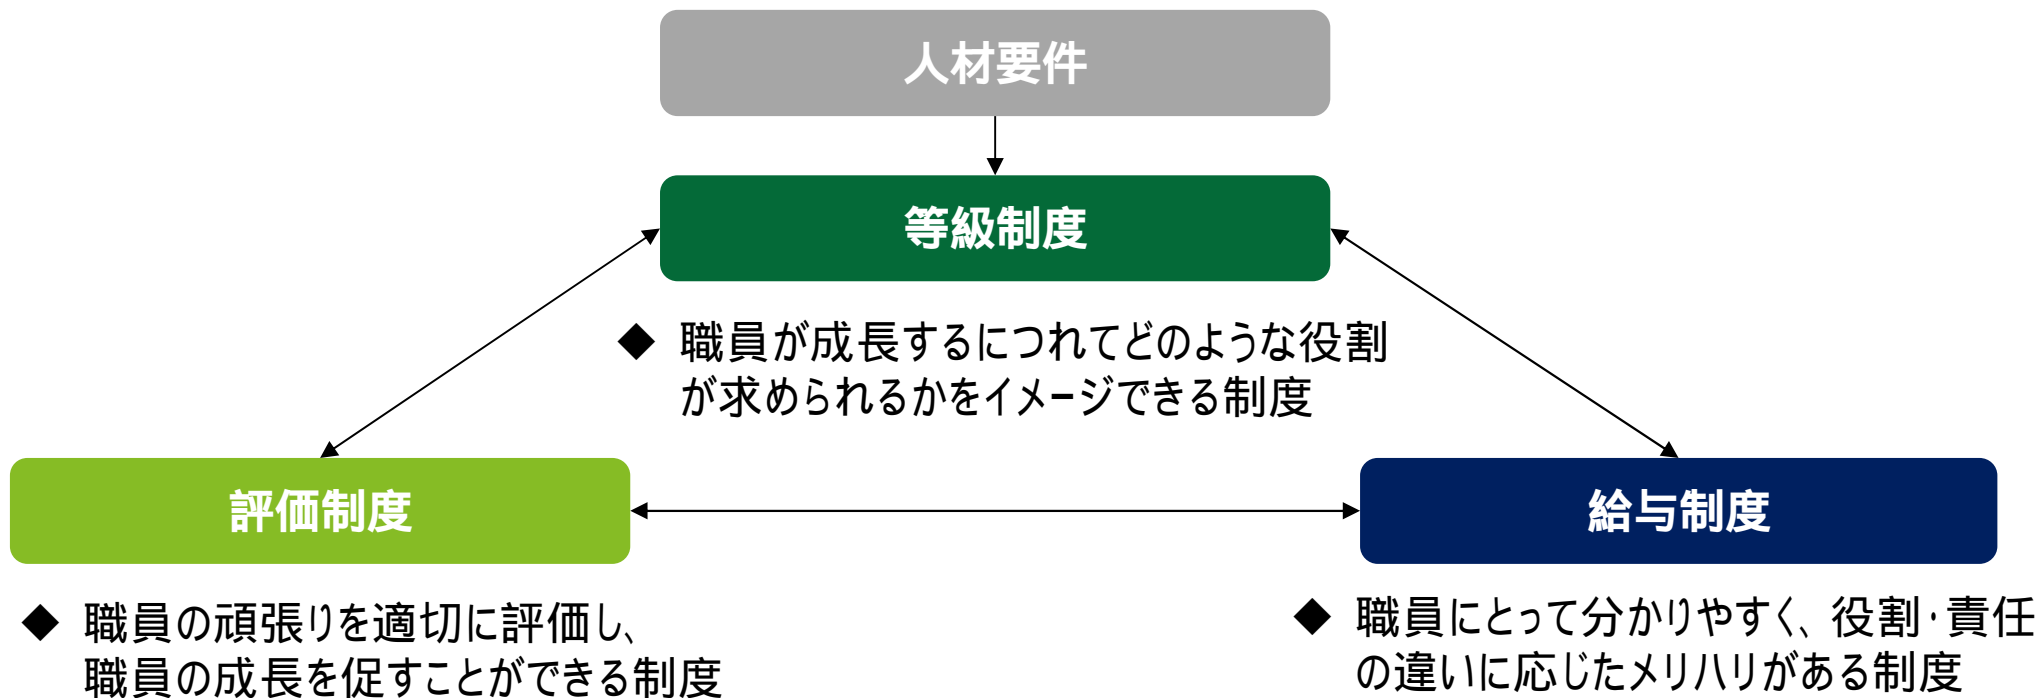 人材要件
等級制度
◆ 職員が成長するにつれてどのような役割
が求められるかをイメージできる制度
評価制度
給与制度
◆ 職員の頑張りを適切に評価し、
職員の成長を促すことができる制度
◆ 職員にとって分かりやすく、役割・責任
の違いに応じたメリハリがある制度